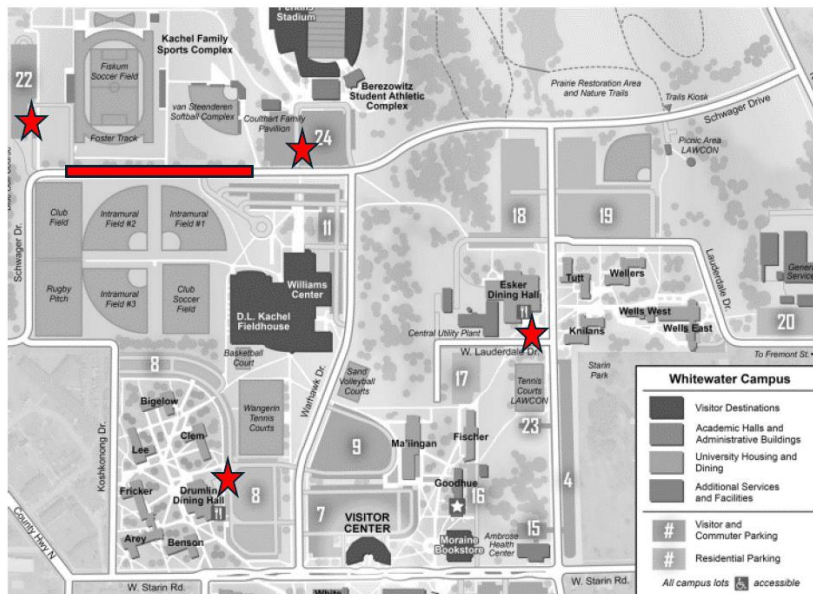 Perkins
Stadium
Kachel Family
Sports Complex
22
Fiskum
Soccer Field
Foster Track
van Steenderen
Softball Complex
Coulthart Family
Pavilion
24
Berezowitz
Student Athletic
Complex
Prairie Restoration Area
and Nature Trails
Trails Kiosk
Schwager Drive
Picnic Area
LAWCON
Schwager Dr.
Club
Field
Intramural
Field #2
Intramural
Field #1
11
18
19
Rugby
Pitch
Intramural
Field #3
Club
Soccer
Field
Williams
Center
D.L. Kachel
Fieldhouse
Basketball
Court
Warhawk Dr.
Sand
Volleyball
Courts
Esker
Dining Hall
Central Utility Plant
W. Lauderdale Dr.
Tutt
Wellers
Knilans
Wells West
Wells East
Lauderdale Dr.
General
Services
20
To Fremont St.
Starin
Park
8
Bigelow
Clem
Lee
Fricker
Drumlin
Dining Hall
Arey
Benson
Koshkonong Dr.
County Hwy N
Wangerin
Tennis
Courts
8
9
7
VISITOR
CENTER
Ma'iingan
Fischer
Goodhue
16
Moraine
Bookstore
17
Tennis
Courts
LAWCON
23
4
15
Ambrose
Health
Center
W. Starin Rd.
W. Starin Rd.
White
Whitewater Campus
Visitor Destinations
Academic Halls and
Administrative Buildings
University Housing and
Dining
Additional Services
and Facilities
# Visitor and
Commuter Parking
# Residential Parking
All campus lots accessible